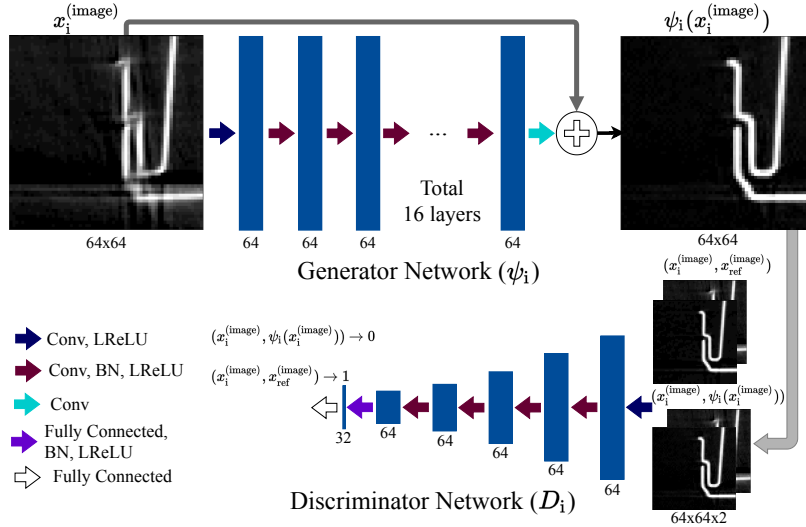 x_i^(image)
ψ_i(x_i^(image))
...
Total
16 layers
64x64
64
64
64
64
64x64
Generator Network (ψ_i)
(x_i^(image), x_ref^(image))
(x_i^(image), ψ_i(x_i^(image))) → 0
(x_i^(image), x_ref^(image)) → 1
(x_i^(image), ψ_i(x_i^(image)))
Conv, LReLU
Conv, BN, LReLU
Conv
Fully Connected,
BN, LReLU
Fully Connected
32
64
64
64
64
64
64x64x2
Discriminator Network (D_i)